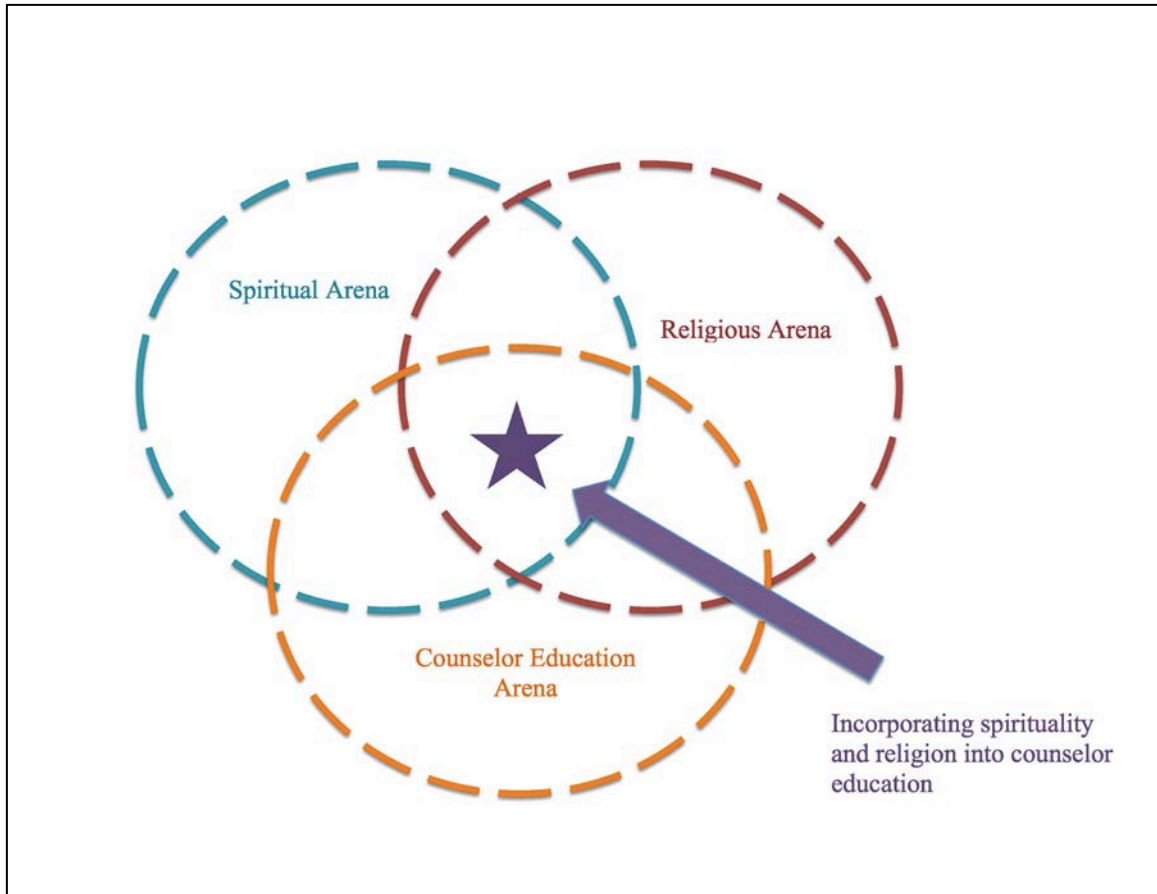 Spiritual Arena
Religious Arena
Counselor Education
Arena
Incorporating spirituality
and religion into counselor
education